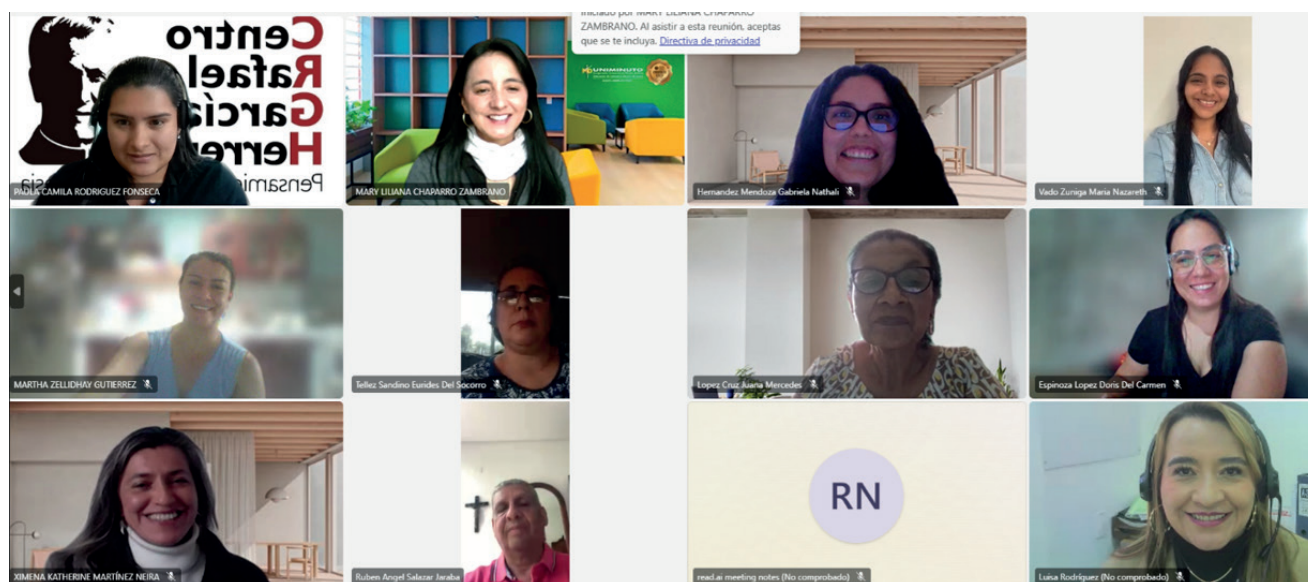 Iniciado por MARY LILIANA CHAPARRO
ZAMBRANO. Al asistir a esta reunión, aceptas
que se te incluya. Directiva de privacidad
Centro
Rafael
García
Herrer
Pensami
sia
UNIMINUTO
PAULA CAMILA RODRIGUEZ FONSECA
MARY LILIANA CHAPARRO ZAMBRANO
Hernandez Mendoza Gabriela Nathali
Vado Zuniga Maria Nazareth
MARTHA ZELLIDHAY GUTIERREZ
Tellez Sandino Eurides Del Socorro
Lopez Cruz Juana Mercedes
Espinoza Lopez Doris Del Carmen
XIMENA KATHERINE MARTÍNEZ NEIRA
Ruben Angel Salazar Jaraba
RN
read.ai meeting notes (No comprobado)
Luisa Rodríguez (No comprobado)